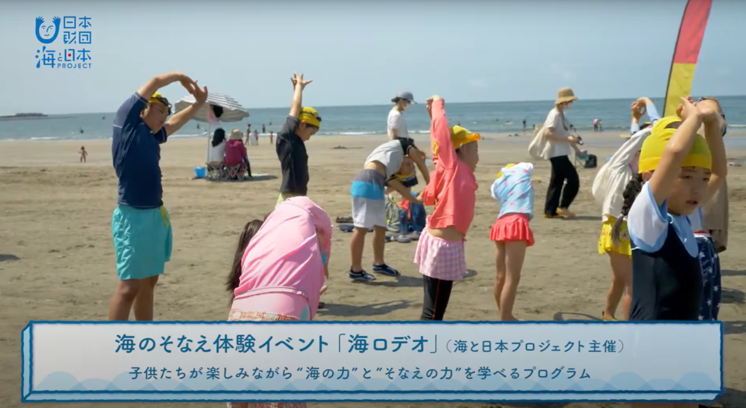 日本
財団
海と日本
PROJECT
海のそなえ体験イベント「海ロデオ」（海と日本プロジェクト主催）
子供たちが楽しみながら“海の力”と“そなえの力”を学べるプログラム